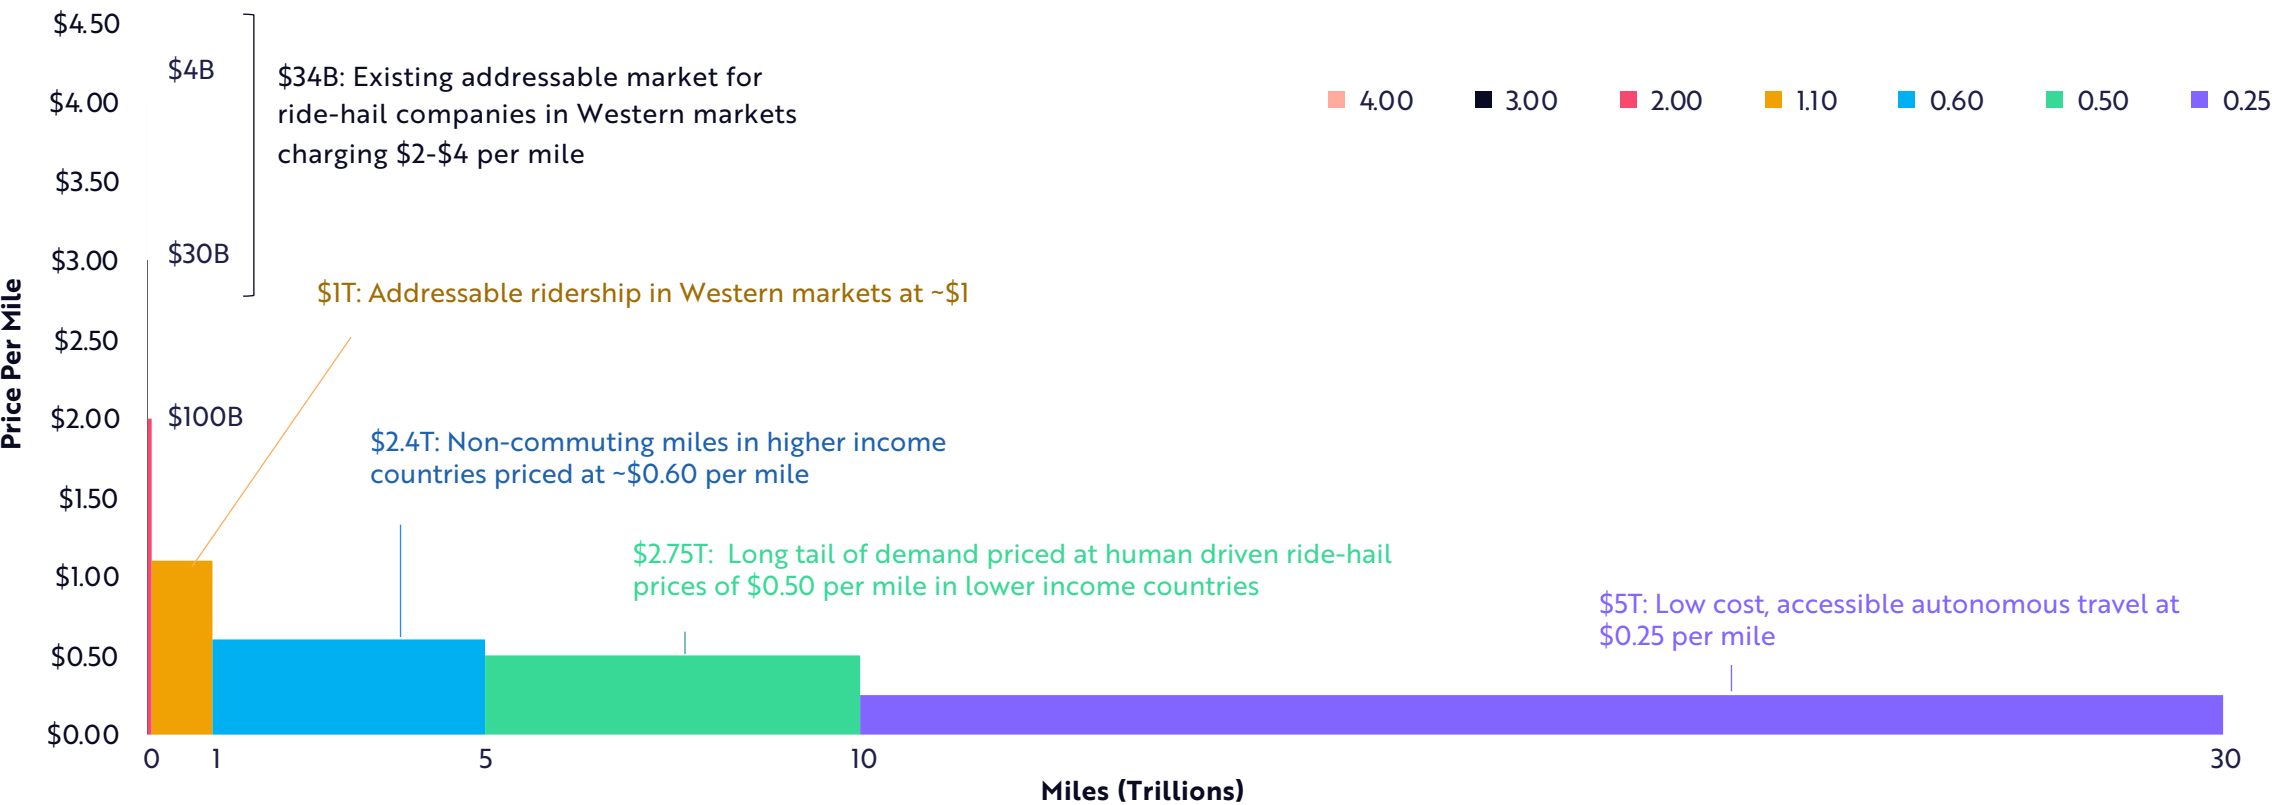 $4.50
$4B
$34B: Existing addressable market for
ride-hail companies in Western markets
charging $2-$4 per mile
4.00 3.00 2.00 1.10 0.60 0.50 0.25
$4.00
$3.50
$30B
$3.00
$1T: Addressable ridership in Western markets at ~$1
$2.50
Price Per Mile
$100B
$2.00
$2.4T: Non-commuting miles in higher income
countries priced at ~$0.60 per mile
$1.50
$2.75T: Long tail of demand priced at human driven ride-hail
prices of $0.50 per mile in lower income countries
$1.00
$5T: Low cost, accessible autonomous travel at
$0.25 per mile
$0.50
$0.00
0 1 5 10 30
Miles (Trillions)